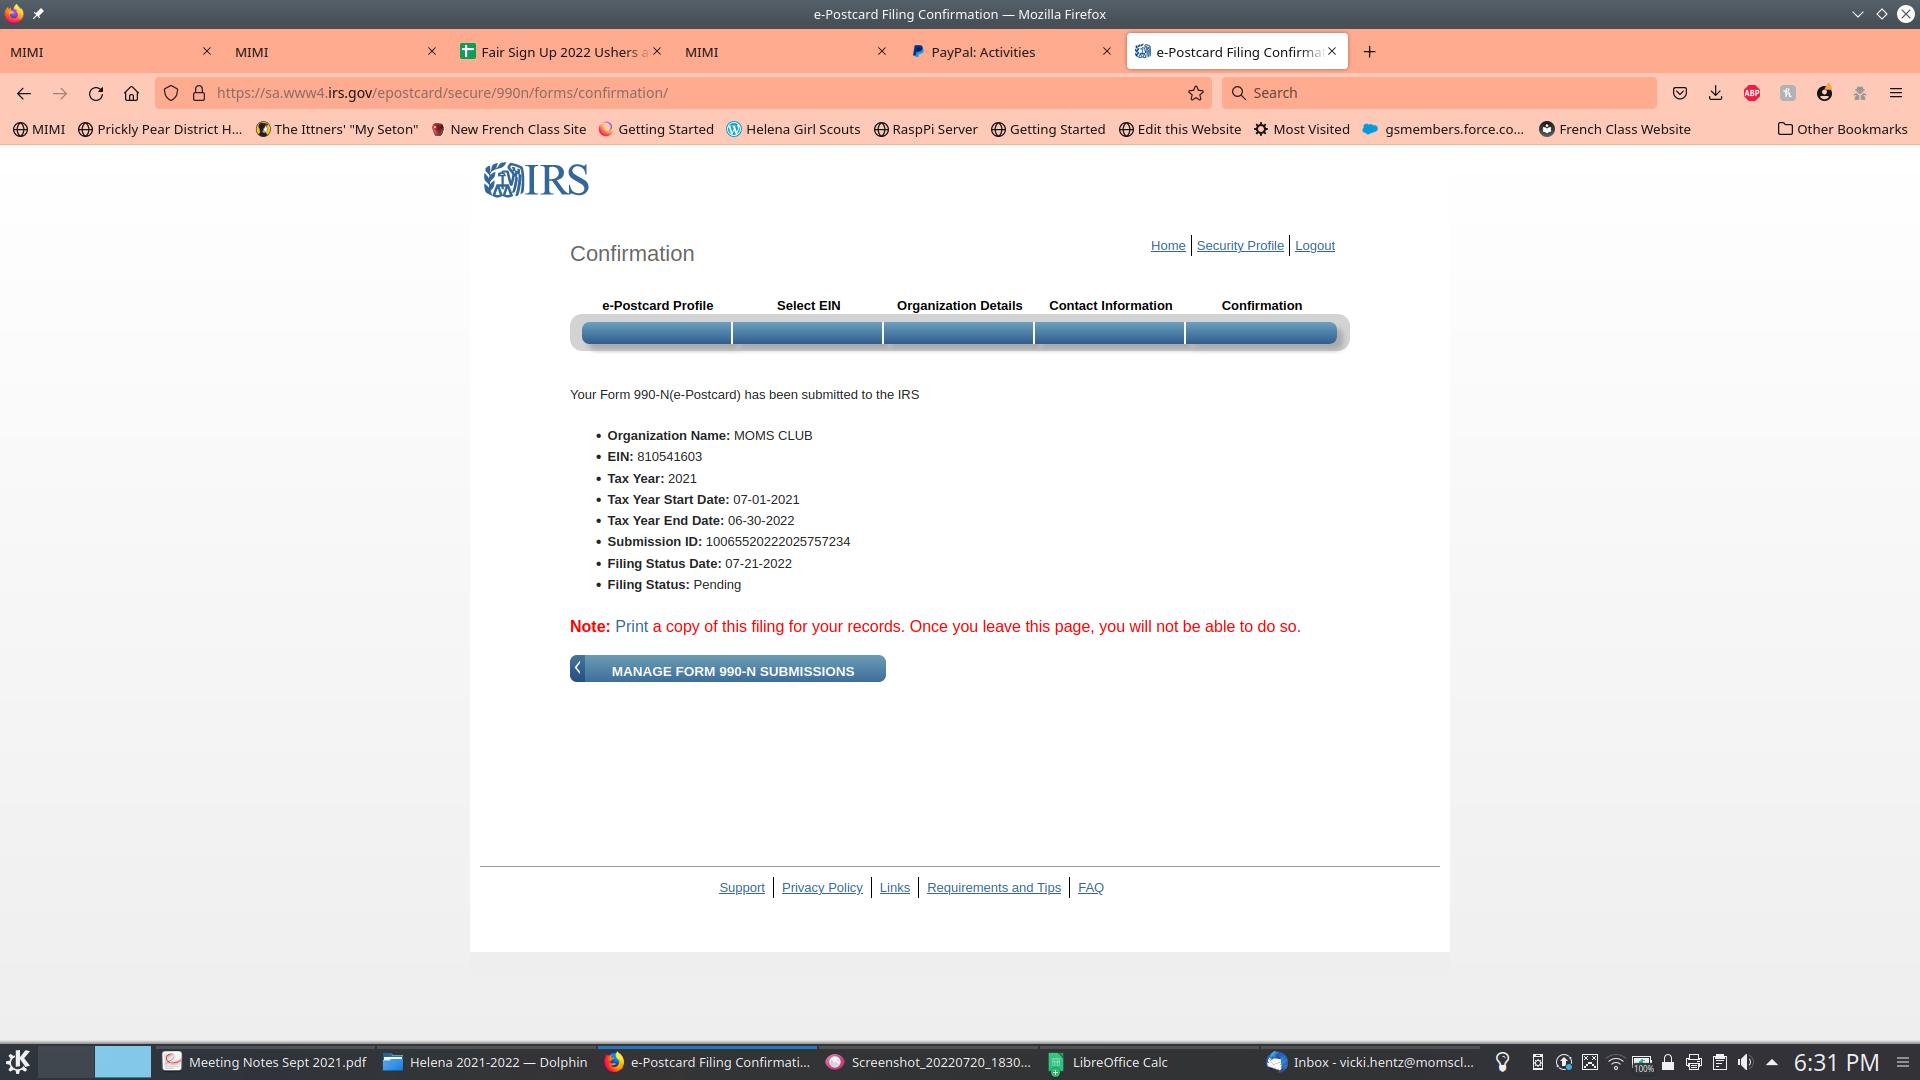 e-Postcard Filing Confirmation — Mozilla Firefox
MIMI
MIMI
Fair Sign Up 2022 Ushers a
MIMI
PayPal: Activities
e-Postcard Filing Confirma
https://sa.www4.irs.gov/epostcard/secure/990n/forms/confirmation/
Search
ABP
MIMI
Prickly Pear District H...
The Ittners' "My Seton"
New French Class Site
Getting Started
Helena Girl Scouts
RaspPi Server
Getting Started
Edit this Website
Most Visited
gsmembers.force.co...
French Class Website
Other Bookmarks
IRS
Confirmation
Home
Security Profile
Logout
e-Postcard Profile
Select EIN
Organization Details
Contact Information
Confirmation
Your Form 990-N(e-Postcard) has been submitted to the IRS
• Organization Name: MOMS CLUB
• EIN: 810541603
• Tax Year: 2021
• Tax Year Start Date: 07-01-2021
• Tax Year End Date: 06-30-2022
• Submission ID: 10065520222025757234
• Filing Status Date: 07-21-2022
• Filing Status: Pending
Note: Print a copy of this filing for your records. Once you leave this page, you will not be able to do so.
MANAGE FORM 990-N SUBMISSIONS
Support
Privacy Policy
Links
Requirements and Tips
FAQ
Meeting Notes Sept 2021.pdf
Helena 2021-2022 — Dolphin
e-Postcard Filing Confirmati...
Screenshot_20220720_1830...
LibreOffice Calc
Inbox - vicki.hentz@momscl...
100%
6:31 PM